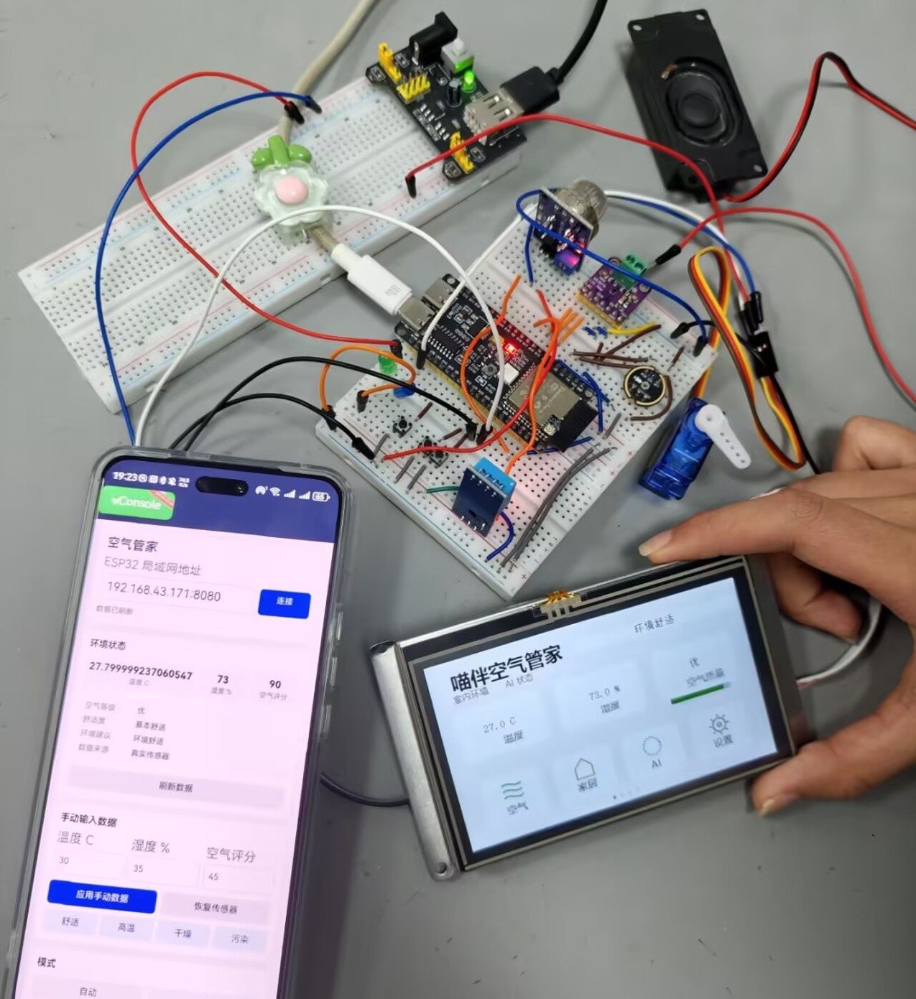 19:23
65
vConsole
空气管家
ESP32 局域网地址
192.168.43.171:8080
连接
数据已刷新
环境状态
27.799999237060547 73 90
温度 C 湿度 % 空气评分
空气等级 优
舒适度 基本舒适
环境建议 环境舒适
数据来源 真实传感器
刷新数据
手动输入数据
温度 C 湿度 % 空气评分
30 35 45
应用手动数据 恢复传感器
舒适 高温 干燥 污染
模式
自动
环境舒适
喵伴空气管家
室内环境 AI 状态
27.0 C 73.0 % 优
温度 湿度 空气质量
空气 家居 AI 设置